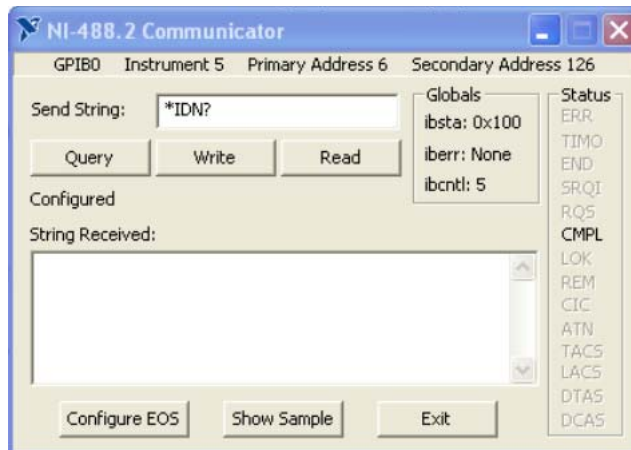 NI-488.2 Communicator
GPIB0 Instrument 5 Primary Address 6 Secondary Address 126
Send String: *IDN?
Query Write Read
Configured
String Received:
Configure EOS Show Sample Exit
Globals
ibsta: 0x100
iberr: None
ibcntl: 5
Status
ERR
TIMO
END
SRQI
RQS
CMPL
LOK
REM
CIC
ATN
TACS
LACS
DTAS
DCAS